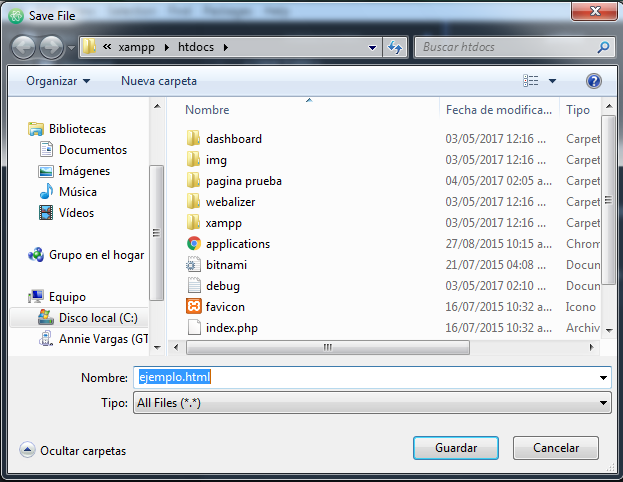 Save File
« xampp ▸ htdocs ▸
Buscar htdocs
Organizar
Nueva carpeta
Nombre
Fecha de modifica...
Tipo
Bibliotecas
Documentos
Imágenes
Música
Vídeos
Grupo en el hogar
Equipo
Disco local (C:)
Annie Vargas (GT
dashboard 03/05/2017 12:16 ... Carpet
img 03/05/2017 12:16 ... Carpet
pagina prueba 04/05/2017 02:05 a... Carpet
webalizer 03/05/2017 12:16 ... Carpet
xampp 03/05/2017 12:16 ... Carpet
applications 27/08/2015 10:15 a... Chrom
bitnami 21/07/2015 04:08 ... Docum
debug 03/05/2017 02:10 ... Docum
favicon 16/07/2015 10:32 a... Icono
index.php 16/07/2015 10:32 a... Archiv
Nombre: ejemplo.html
Tipo: All Files (*.*)
Ocultar carpetas
Guardar
Cancelar